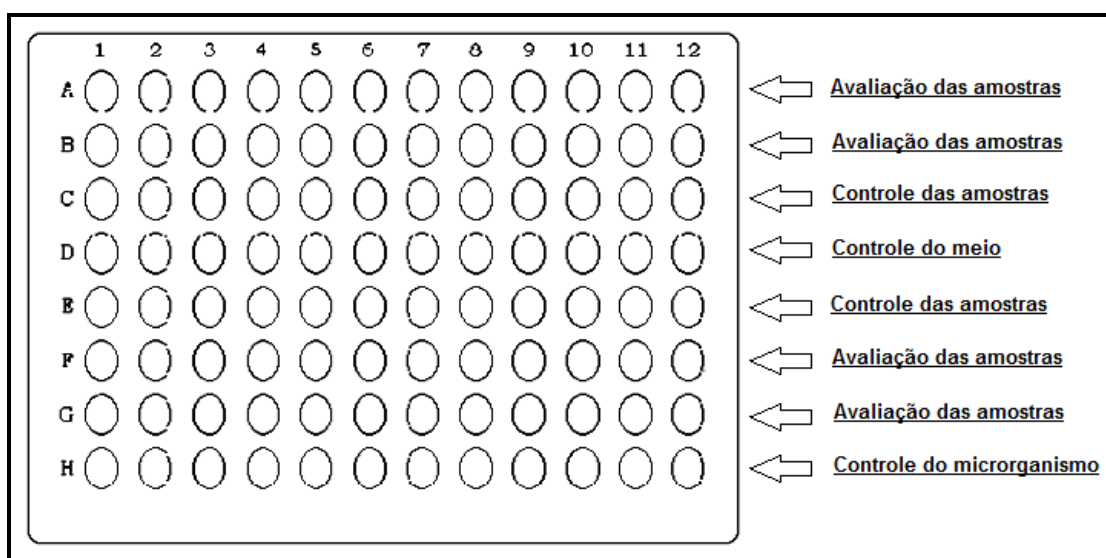 1 2 3 4 5 6 7 8 9 10 11 12
A Avaliação das amostras
B Avaliação das amostras
C Controle das amostras
D Controle do meio
E Controle das amostras
F Avaliação das amostras
G Avaliação das amostras
H Controle do microrganismo